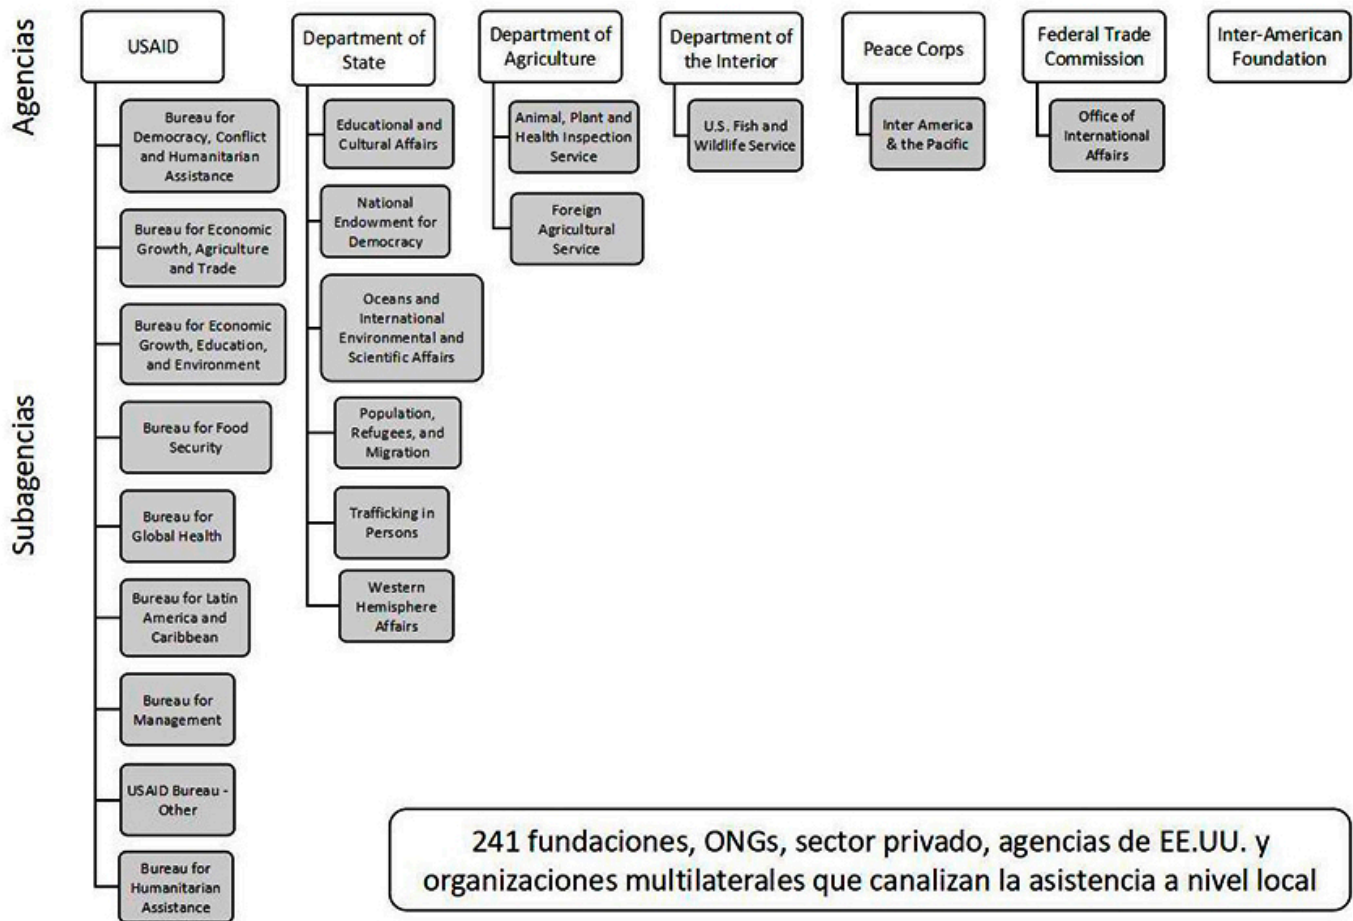 Agencias
USAID
Department of
State
Department of
Agriculture
Department of
the Interior
Peace Corps
Federal Trade
Commission
Inter-American
Foundation
Subagencias
Bureau for
Democracy, Conflict
and Humanitarian
Assistance
Bureau for Economic
Growth, Agriculture
and Trade
Bureau for Economic
Growth, Education,
and Environment
Bureau for Food
Security
Bureau for
Global Health
Bureau for Latin
America and
Caribbean
Bureau for
Management
USAID Bureau -
Other
Bureau for
Humanitarian
Assistance
Educational and
Cultural Affairs
National
Endowment for
Democracy
Oceans and
International
Environmental and
Scientific Affairs
Population,
Refugees, and
Migration
Trafficking in
Persons
Western
Hemisphere
Affairs
Animal, Plant and
Health Inspection
Service
Foreign
Agricultural
Service
U.S. Fish and
Wildlife Service
Inter America
& the Pacific
Office of
International
Affairs
241 fundaciones, ONGs, sector privado, agencias de EE.UU. y
organizaciones multilaterales que canalizan la asistencia a nivel local